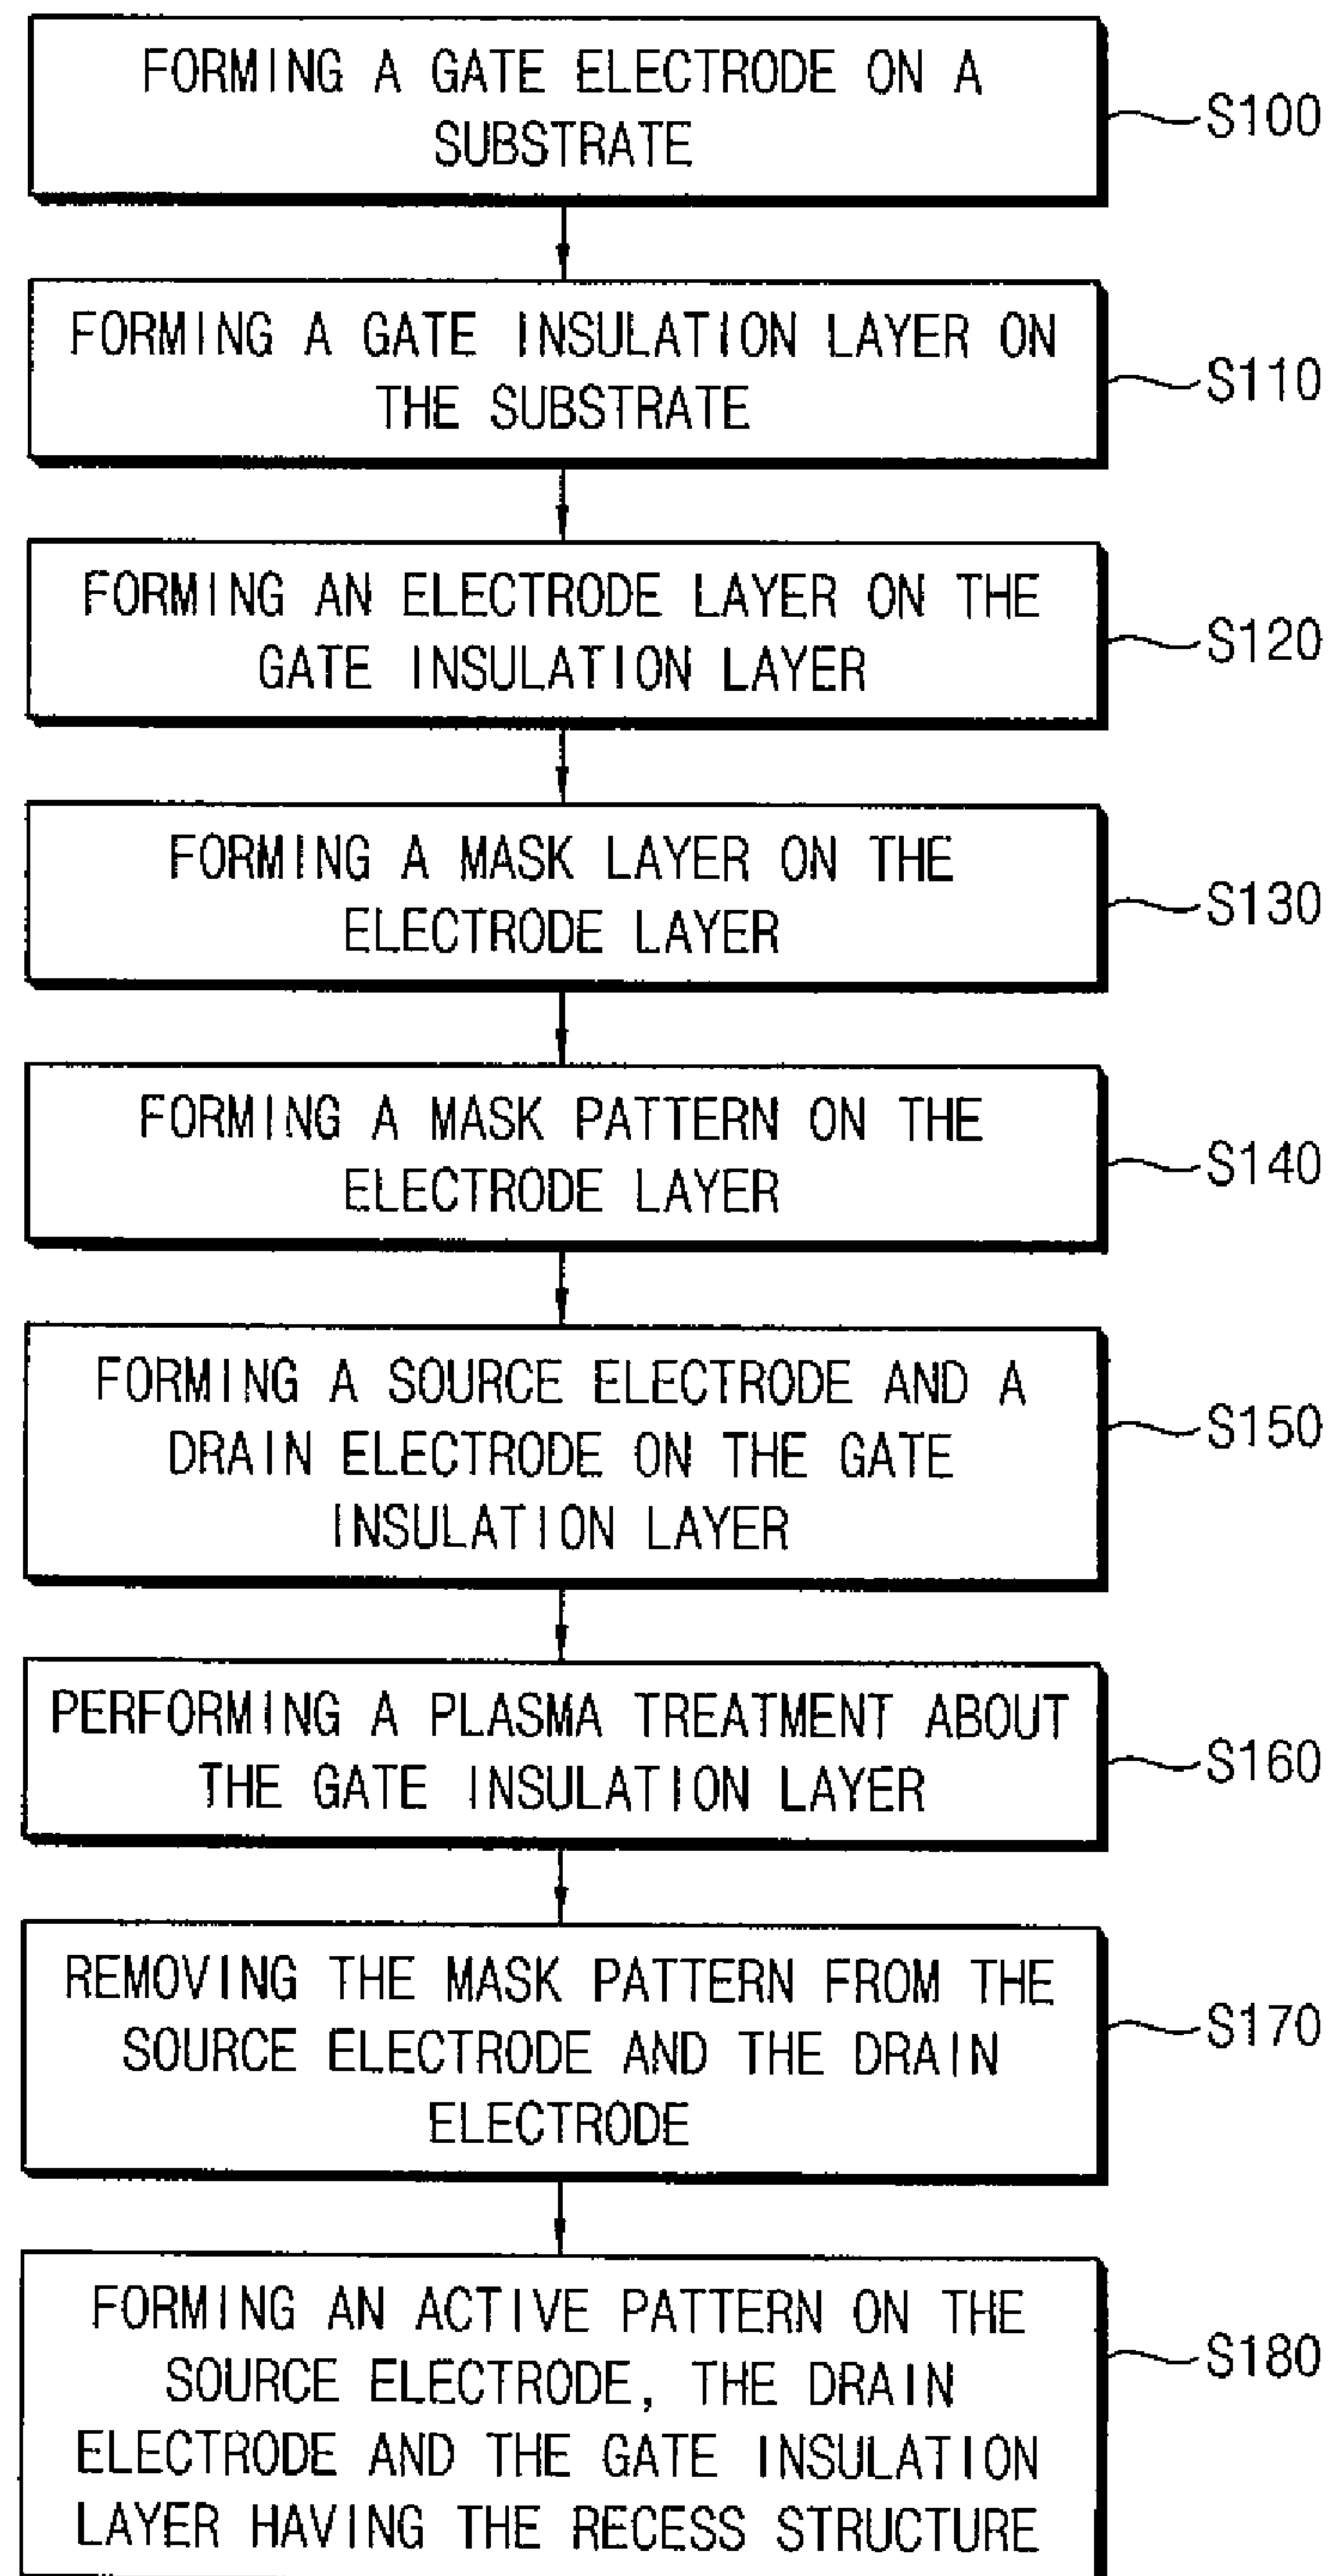 FORMING A GATE ELECTRODE ON A
SUBSTRATE
S100
FORMING A GATE INSULATION LAYER ON
THE SUBSTRATE
S110
FORMING AN ELECTRODE LAYER ON THE
GATE INSULATION LAYER
S120
FORMING A MASK LAYER ON THE
ELECTRODE LAYER
S130
FORMING A MASK PATTERN ON THE
ELECTRODE LAYER
S140
FORMING A SOURCE ELECTRODE AND A
DRAIN ELECTRODE ON THE GATE
INSULATION LAYER
S150
PERFORMING A PLASMA TREATMENT ABOUT
THE GATE INSULATION LAYER
S160
REMOVING THE MASK PATTERN FROM THE
SOURCE ELECTRODE AND THE DRAIN
ELECTRODE
S170
FORMING AN ACTIVE PATTERN ON THE
SOURCE ELECTRODE, THE DRAIN
ELECTRODE AND THE GATE INSULATION
LAYER HAVING THE RECESS STRUCTURE
S180